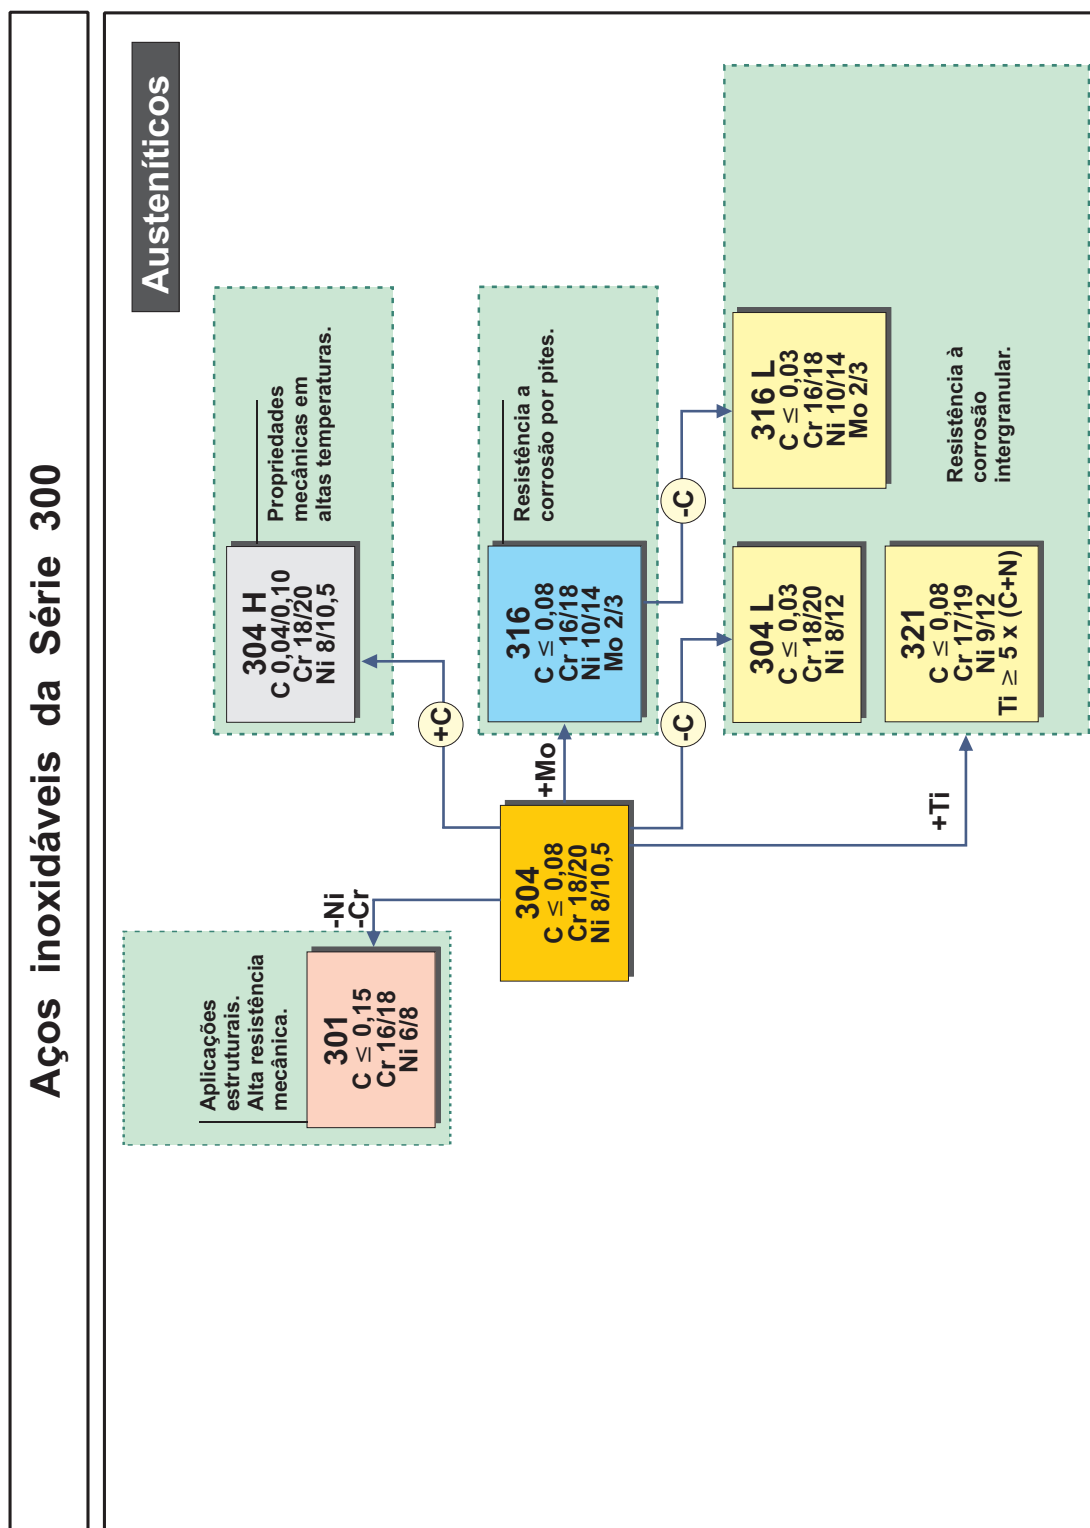 Aços inoxidáveis da Série 300
Austeníticos
Aplicações
estruturais.
Alta resistência
mecânica.
301
C ≤ 0,15
Cr 16/18
Ni 6/8
-Ni
-Cr
304
C ≤ 0,08
Cr 18/20
Ni 8/10,5
+C
304 H
C 0,04/0,10
Cr 18/20
Ni 8/10,5
Propriedades
mecânicas em
altas temperaturas.
+Mo
316
C ≤ 0,08
Cr 16/18
Ni 10/14
Mo 2/3
Resistência a
corrosão por pites.
-C
304 L
C ≤ 0,03
Cr 18/20
Ni 8/12
-C
316 L
C ≤ 0,03
Cr 16/18
Ni 10/14
Mo 2/3
+Ti
321
C ≤ 0,08
Cr 17/19
Ni 9/12
Ti ≥ 5 x (C+N)
Resistência à
corrosão
intergranular.